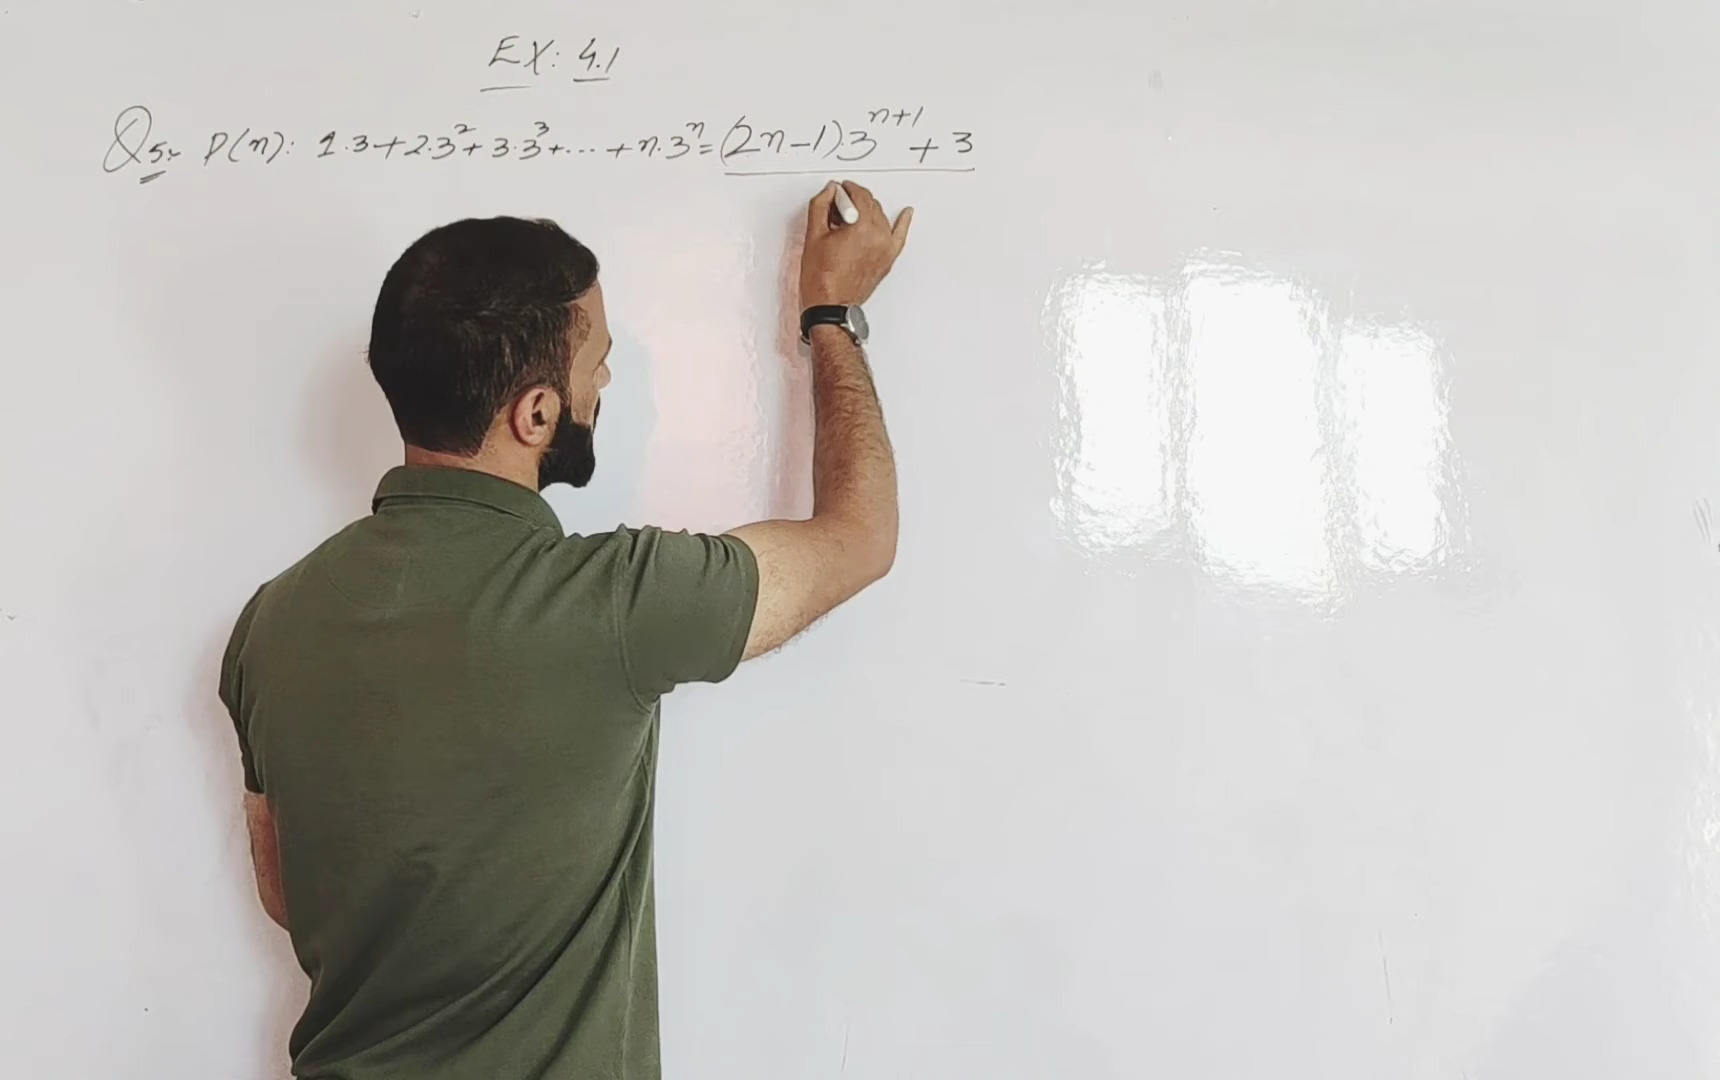 EX: 4.1
Q5:- P(n): 1.3+2.3²+3.3³+...+n.3ⁿ=(2n-1).3ⁿ⁺¹+3